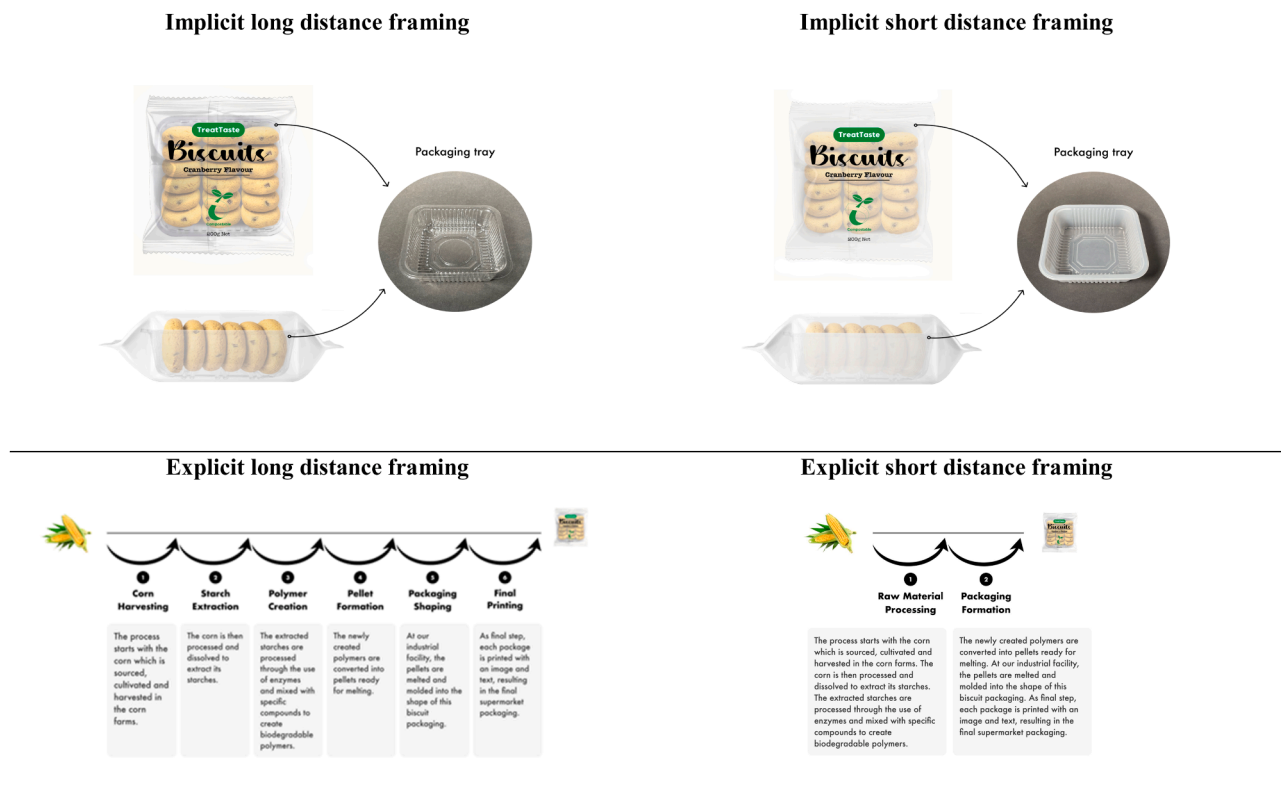 Implicit long distance framing
Implicit short distance framing
TreatTaste
Biscuits
Cranberry Flavour
Compostable
200g Net
Packaging tray
TreatTaste
Biscuits
Cranberry Flavour
Compostable
200g Net
Packaging tray
Explicit long distance framing
1
Corn
Harvesting
The process
starts with the
corn which is
sourced,
cultivated and
harvested in
the corn
farms.
2
Starch
Extraction
The corn is then
processed and
dissolved to
extract its
starches.
3
Polymer
Creation
The extracted
starches are
processed
through the use
of enzymes
and mixed with
specific
compounds to
create
biodegradable
polymers.
4
Pellet
Formation
The newly
created
polymers are
converted into
pellets ready
for melting.
5
Packaging
Shaping
At our
industrial
facility, the
pellets are
melted and
molded into the
shape of this
biscuit
packaging.
6
Final
Printing
As final step,
each package
is printed with
an image and
text, resulting
in the final
supermarket
packaging.
Biscuits
Explicit short distance framing
1
Raw Material
Processing
The process starts with the corn
which is sourced, cultivated and
harvested in the corn farms. The
corn is then processed and
dissolved to extract its starches.
The extracted starches are
processed through the use of
enzymes and mixed with specific
compounds to create
biodegradable polymers.
2
Packaging
Formation
The newly created polymers are
converted into pellets ready for
melting. At our industrial facility,
the pellets are melted and
molded into the shape of this
biscuit packaging. As final step,
each package is printed with an
image and text, resulting in the
final supermarket packaging.
Biscuits